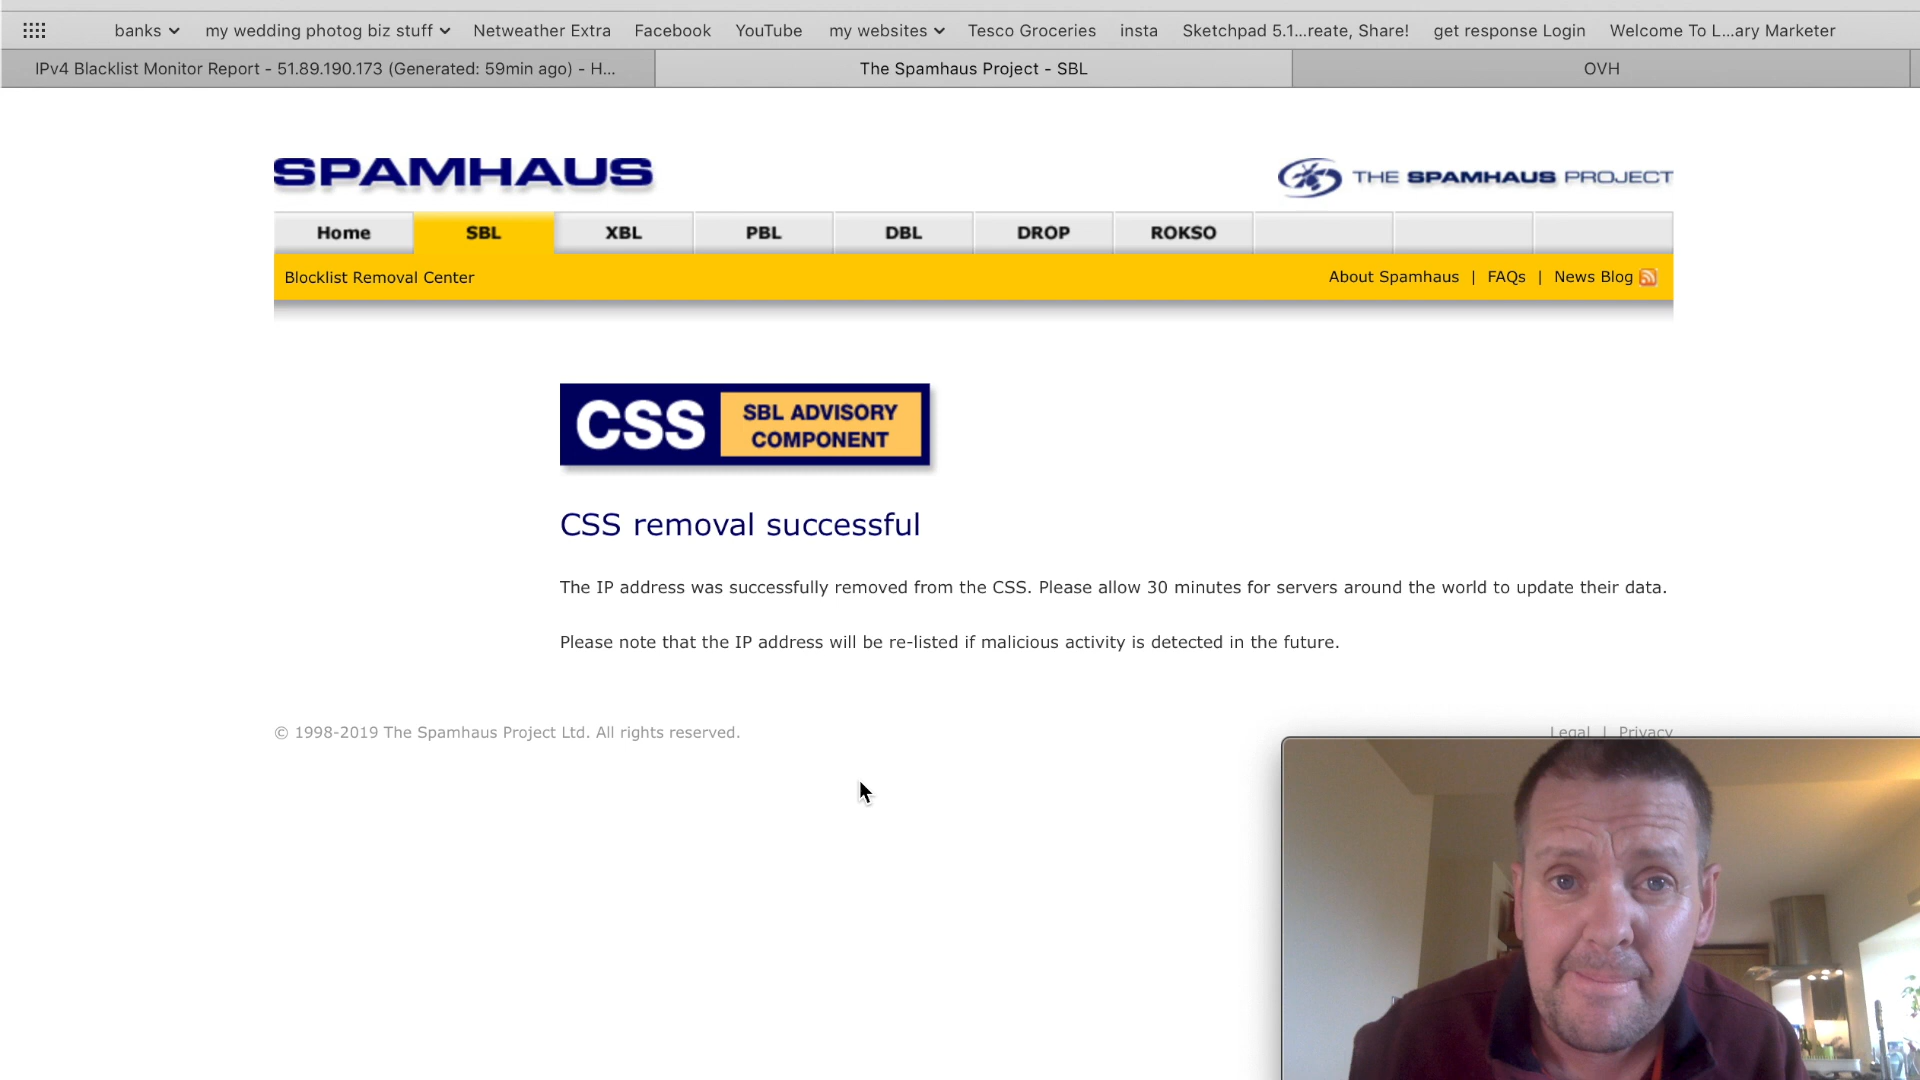 banks my wedding photog biz stuff Netweather Extra Facebook YouTube my websites Tesco Groceries insta Sketchpad 5.1...reate, Share! get response Login Welcome To L...ary Marketer
IPv4 Blacklist Monitor Report - 51.89.190.173 (Generated: 59min ago) - H... The Spamhaus Project - SBL OVH
SPAMHAUS THE SPAMHAUS PROJECT
Home SBL XBL PBL DBL DROP ROKSO
Blocklist Removal Center About Spamhaus | FAQs | News Blog
CSS SBL ADVISORY
COMPONENT
CSS removal successful
The IP address was successfully removed from the CSS. Please allow 30 minutes for servers around the world to update their data.
Please note that the IP address will be re-listed if malicious activity is detected in the future.
© 1998-2019 The Spamhaus Project Ltd. All rights reserved. Legal | Privacy